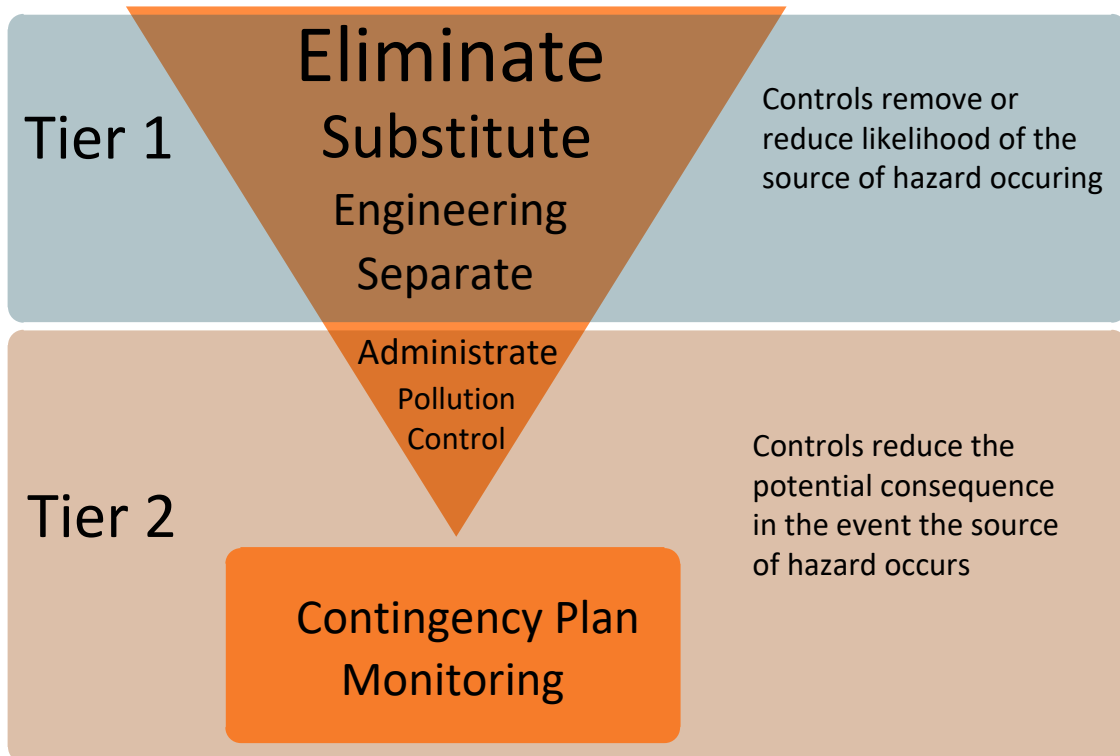 Tier 1
Eliminate
Substitute
Engineering
Separate
Controls remove or
reduce likelihood of the
source of hazard occuring
Tier 2
Administrate
Pollution
Control
Contingency Plan
Monitoring
Controls reduce the
potential consequence
in the event the source
of hazard occurs